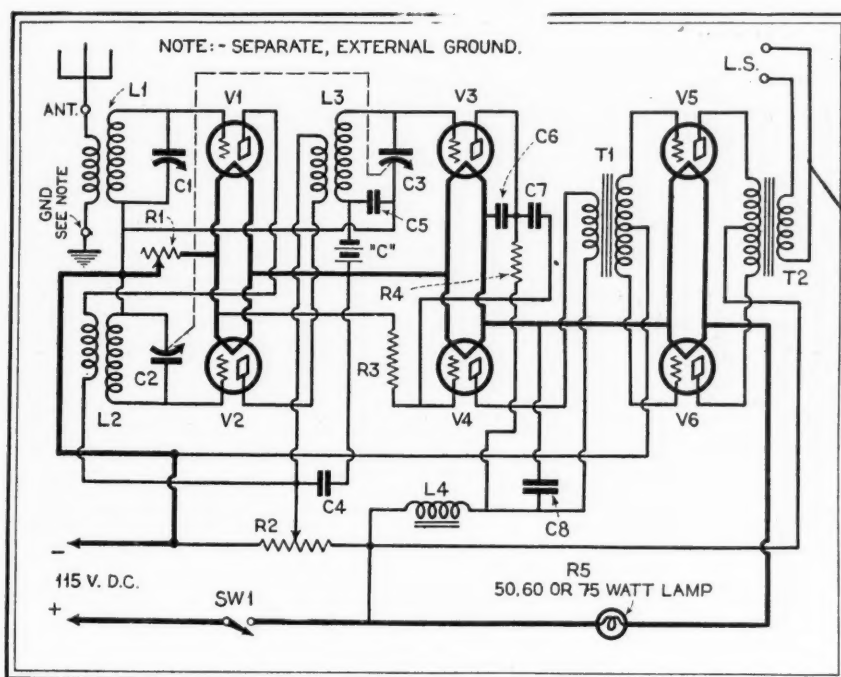 NOTE:- SEPARATE, EXTERNAL GROUND.
L.S.
ANT.
L1
V1
L3
V3
V5
C6
C7
T1
C1
C3
GND
SEE NOTE
R1
C5
"C"
R4
T2
C2
R3
L2
V2
V4
V6
C4
L4
C8
R2
-
115 V. D.C.
+
SW1
R5
50,60 OR 75 WATT LAMP